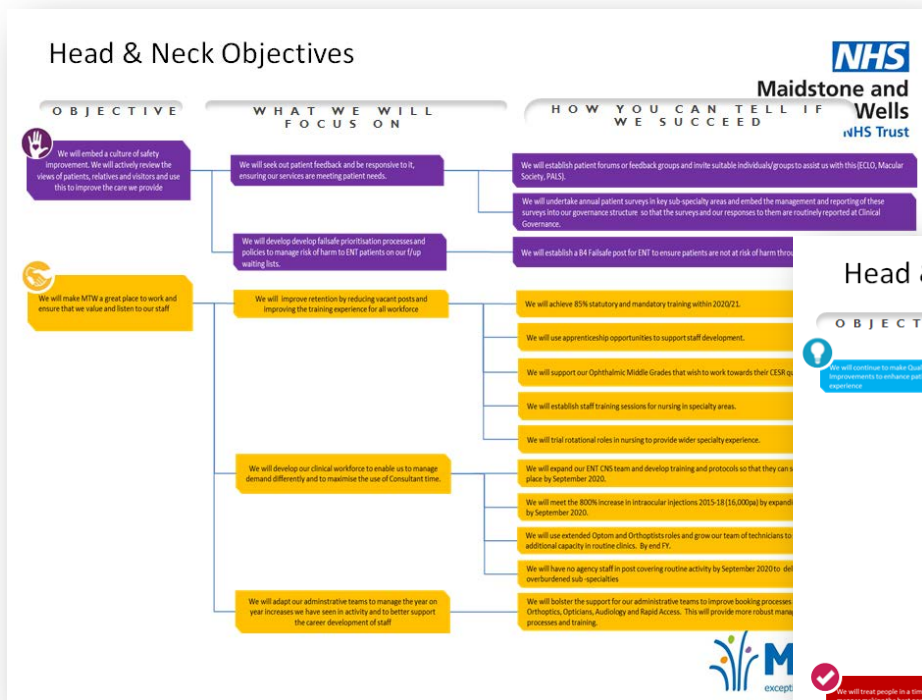 Head & Neck Objectives
NHS
Maidstone and
Wells
NHS Trust
OBJECTIVE
WHAT WE WILL
FOCUS ON
HOW YOU CAN TELL IF
WE SUCCEED
We will embed a culture of safety
improvement. We will actively review the
views of patients, relatives and visitors and use
this to improve the care we provide
We will seek out patient feedback and be responsive to it,
ensuring our services are meeting patient needs.
We will establish patient forums or feedback groups and invite suitable individuals/groups to assist us with this (ECLO, Macular
Society, PALS).
We will undertake annual patient surveys in key sub-specialty areas and embed the management and reporting of these
surveys into our governance structure so that the surveys and our responses to them are routinely reported at Clinical
Governance.
We will develop develop failsafe prioritisation processes and
policies to manage risk of harm to ENT patients on our f/up
waiting lists.
We will establish a B4 Failsafe post for ENT to ensure patients are not at risk of harm
We will make MTW a great place to work and
ensure that we value and listen to our staff
We will improve retention by reducing vacant posts and
improving the training experience for all workforce
We will achieve 85% statutory and mandatory training within 2020/21.
We will use apprenticeship opportunities to support staff development.
We will support our Ophthalmic Middle Grades that wish to work towards their CESR
We will establish staff training sessions for nursing in specialty areas.
We will trial rotational roles in nursing to provide wider specialty experience.
We will develop our clinical workforce to enable us to manage
demand differently and to maximise the use of Consultant time.
We will expand our ENT CNS team and develop training and protocols so that they can
place by September 2020.
We will meet the 800% increase in intraocular injections 2015-18 (16,000pa) by
by September 2020.
We will use extended Optom and Orthoptists roles and grow our team of technicians to
additional capacity in routine clinics. By end FY.
We will have no agency staff in post covering routine activity by September 2020 to
overburdened sub-specialties
We will adapt our adminstrative teams to manage the year on
year increases we have seen in activity and to better support
the career development of staff
We will bolster the support for our administrative teams to improve booking processes
Orthoptics, Opticians, Audiology and Rapid Access. This will provide more robust
processes and training.
M
Head
OBJECT
We will continue to make
improvements to enhance
experience
We will treat people in a